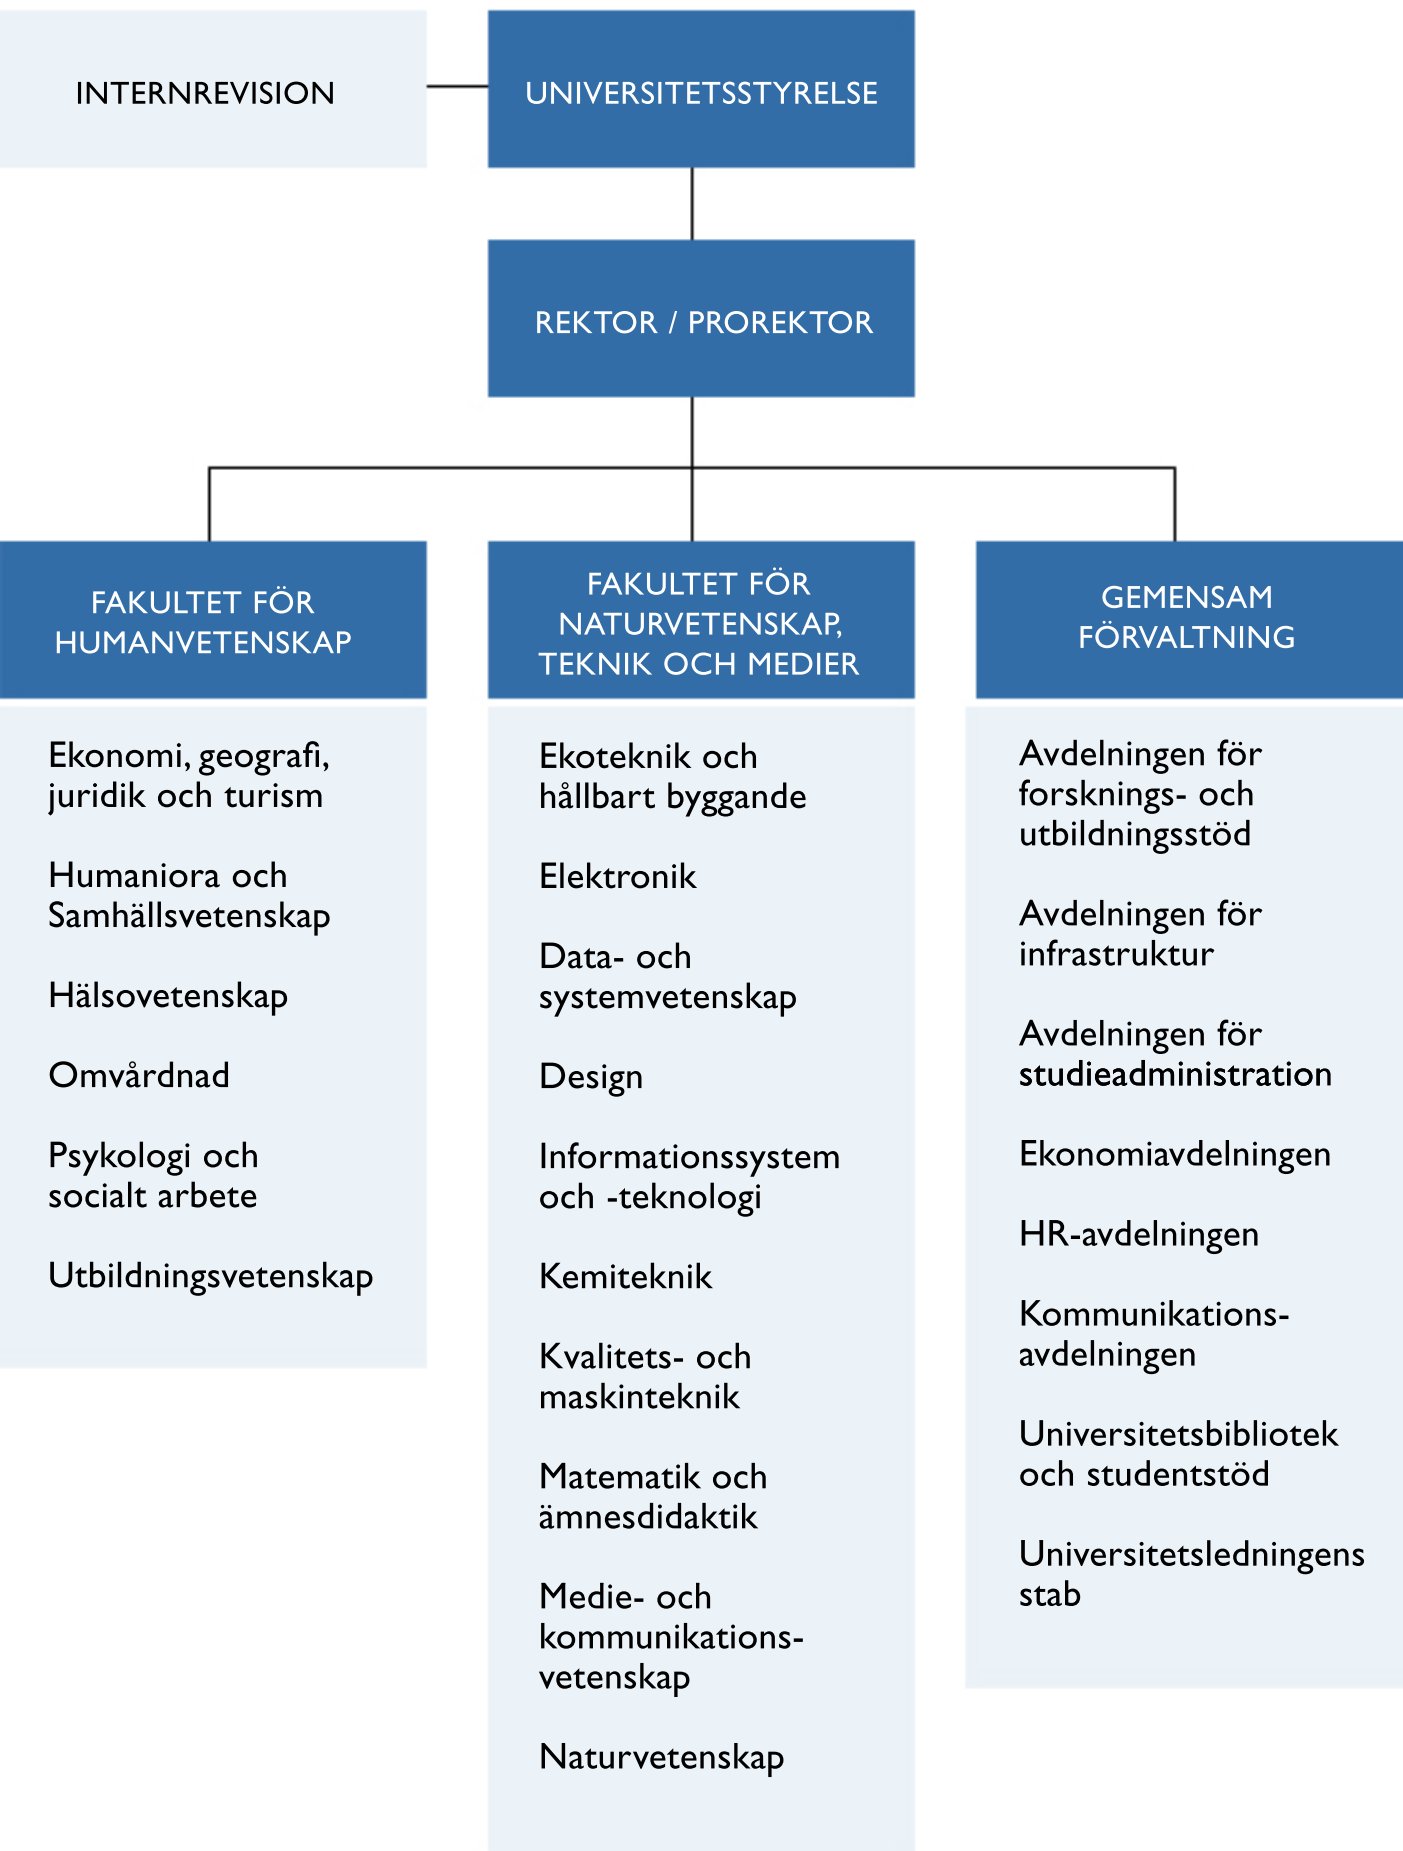 INTERNREVISION
UNIVERSITETSSTYRELSE
REKTOR / PROREKTOR
FAKULTET FÖR
HUMANVETENSKAP
Ekonomi, geografi,
juridik och turism
Humaniora och
Samhällsvetenskap
Hälsovetenskap
Omvårdnad
Psykologi och
socialt arbete
Utbildningsvetenskap
FAKULTET FÖR
NATURVETENSKAP,
TEKNIK OCH MEDIER
Ekoteknik och
hållbart byggande
Elektronik
Data- och
systemvetenskap
Design
Informationssystem
och -teknologi
Kemiteknik
Kvalitets- och
maskinteknik
Matematik och
ämnesdidaktik
Medie- och
kommunikations-
vetenskap
Naturvetenskap
GEMENSAM
FÖRVALTNING
Avdelningen för
forsknings- och
utbildningsstöd
Avdelningen för
infrastruktur
Avdelningen för
studieadministration
Ekonomiavdelningen
HR-avdelningen
Kommunikations-
avdelningen
Universitetsbibliotek
och studentstöd
Universitetsledningens
stab